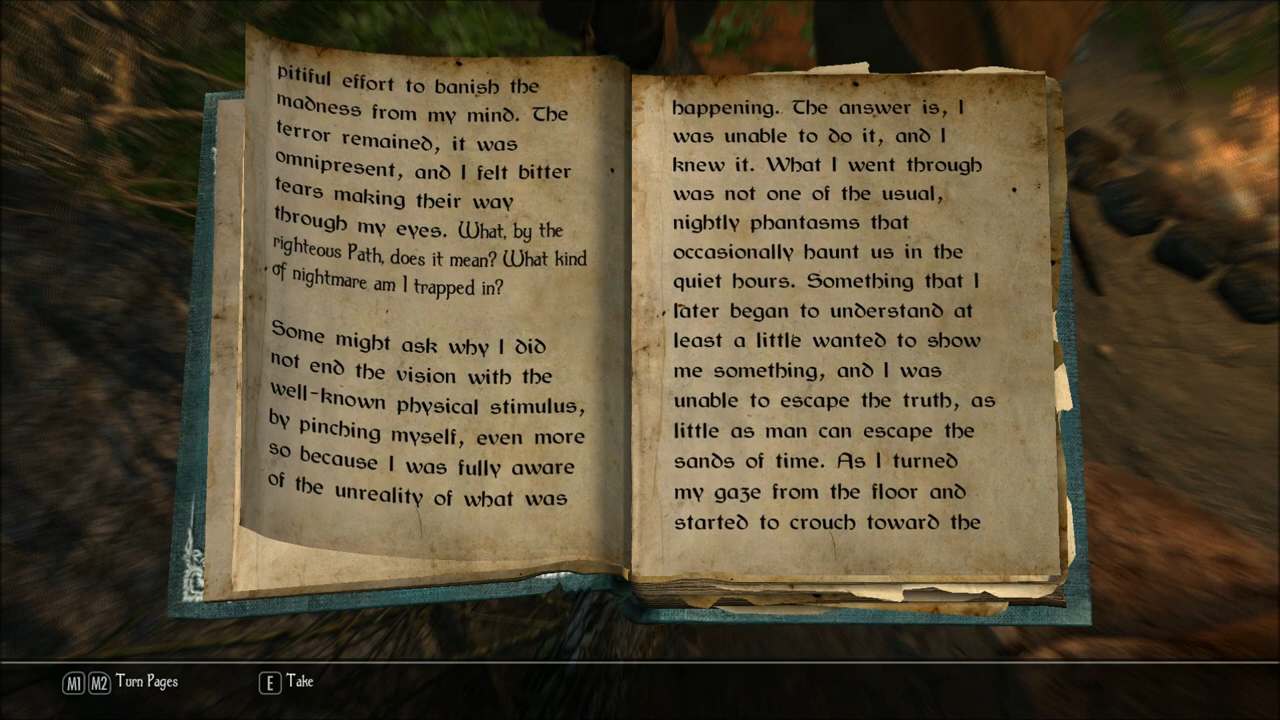 pitiful effort to banish the
madness from my mind. The
terror remained, it was
omnipresent, and I felt bitter
tears making their way
through my eyes. What, by the
righteous Path, does it mean? What kind
of nightmare am I trapped in?
Some might ask why I did
not end the vision with the
well-known physical stimulus,
by pinching myself, even more
so because I was fully aware
of the unreality of what was
happening. The answer is, I
was unable to do it, and I
knew it. What I went through
was not one of the usual,
nightly phantasms that
occasionally haunt us in the
quiet hours. Something that I
later began to understand at
least a little wanted to show
me something, and I was
unable to escape the truth, as
little as man can escape the
sands of time. As I turned
my gaze from the floor and
started to crouch toward the
M1 M2 Turn Pages
E Take